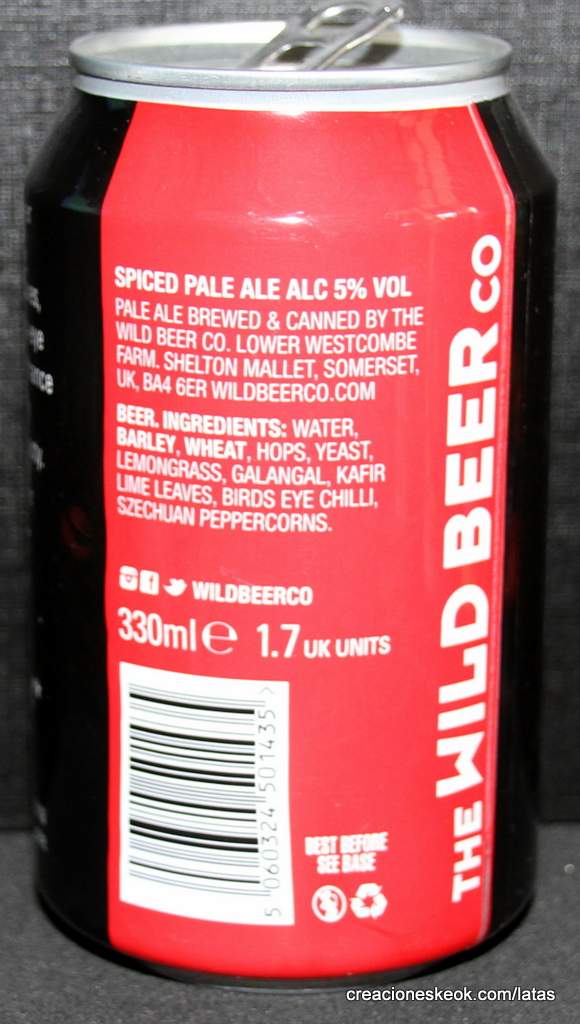 SPICED PALE ALE ALC 5% VOL
PALE ALE BREWED & CANNED BY THE
WILD BEER CO. LOWER WESTCOMBE
FARM. SHELTON MALLET, SOMERSET,
UK, BA4 6ER WILDBEERCO.COM
BEER. INGREDIENTS: WATER,
BARLEY, WHEAT, HOPS, YEAST,
LEMONGRASS, GALANGAL, KAFIR
LIME LEAVES, BIRDS EYE CHILLI,
SZECHUAN PEPPERCORNS.
WILDBEERCO
330ml e 1.7 UK UNITS
5 060324 501435 >
BEST BEFORE
SEE BASE
THE WILD BEER CO
creacioneskeok.com/latas